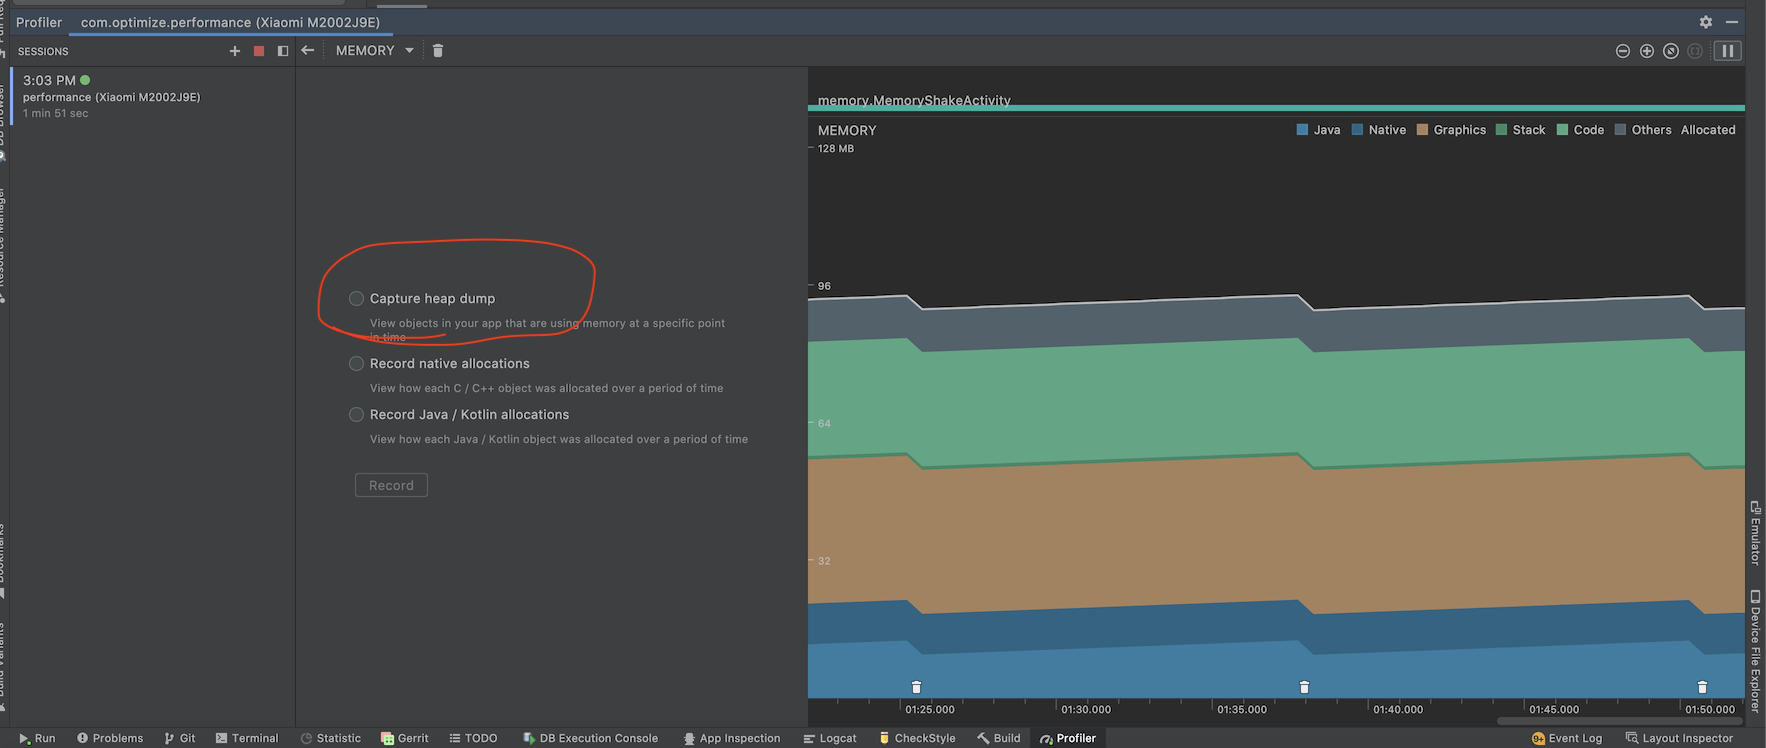 Profiler com.optimize.performance (Xiaomi M2002J9E)
SESSIONS
MEMORY
3:03 PM
performance (Xiaomi M2002J9E)
1 min 51 sec
Capture heap dump
View objects in your app that are using memory at a specific point
in time
Record native allocations
View how each C / C++ object was allocated over a period of time
Record Java / Kotlin allocations
View how each Java / Kotlin object was allocated over a period of time
Record
memory.MemoryShakeActivity
MEMORY
Java Native Graphics Stack Code Others Allocated
128 MB
96
64
32
01:25.000 01:30.000 01:35.000 01:40.000 01:45.000 01:50.000
Resource Manager
Emulator
Device File Explorer
Run Problems Git Terminal Statistic Gerrit TODO DB Execution Console App Inspection Logcat CheckStyle Build Profiler 9+ Event Log Layout Inspector